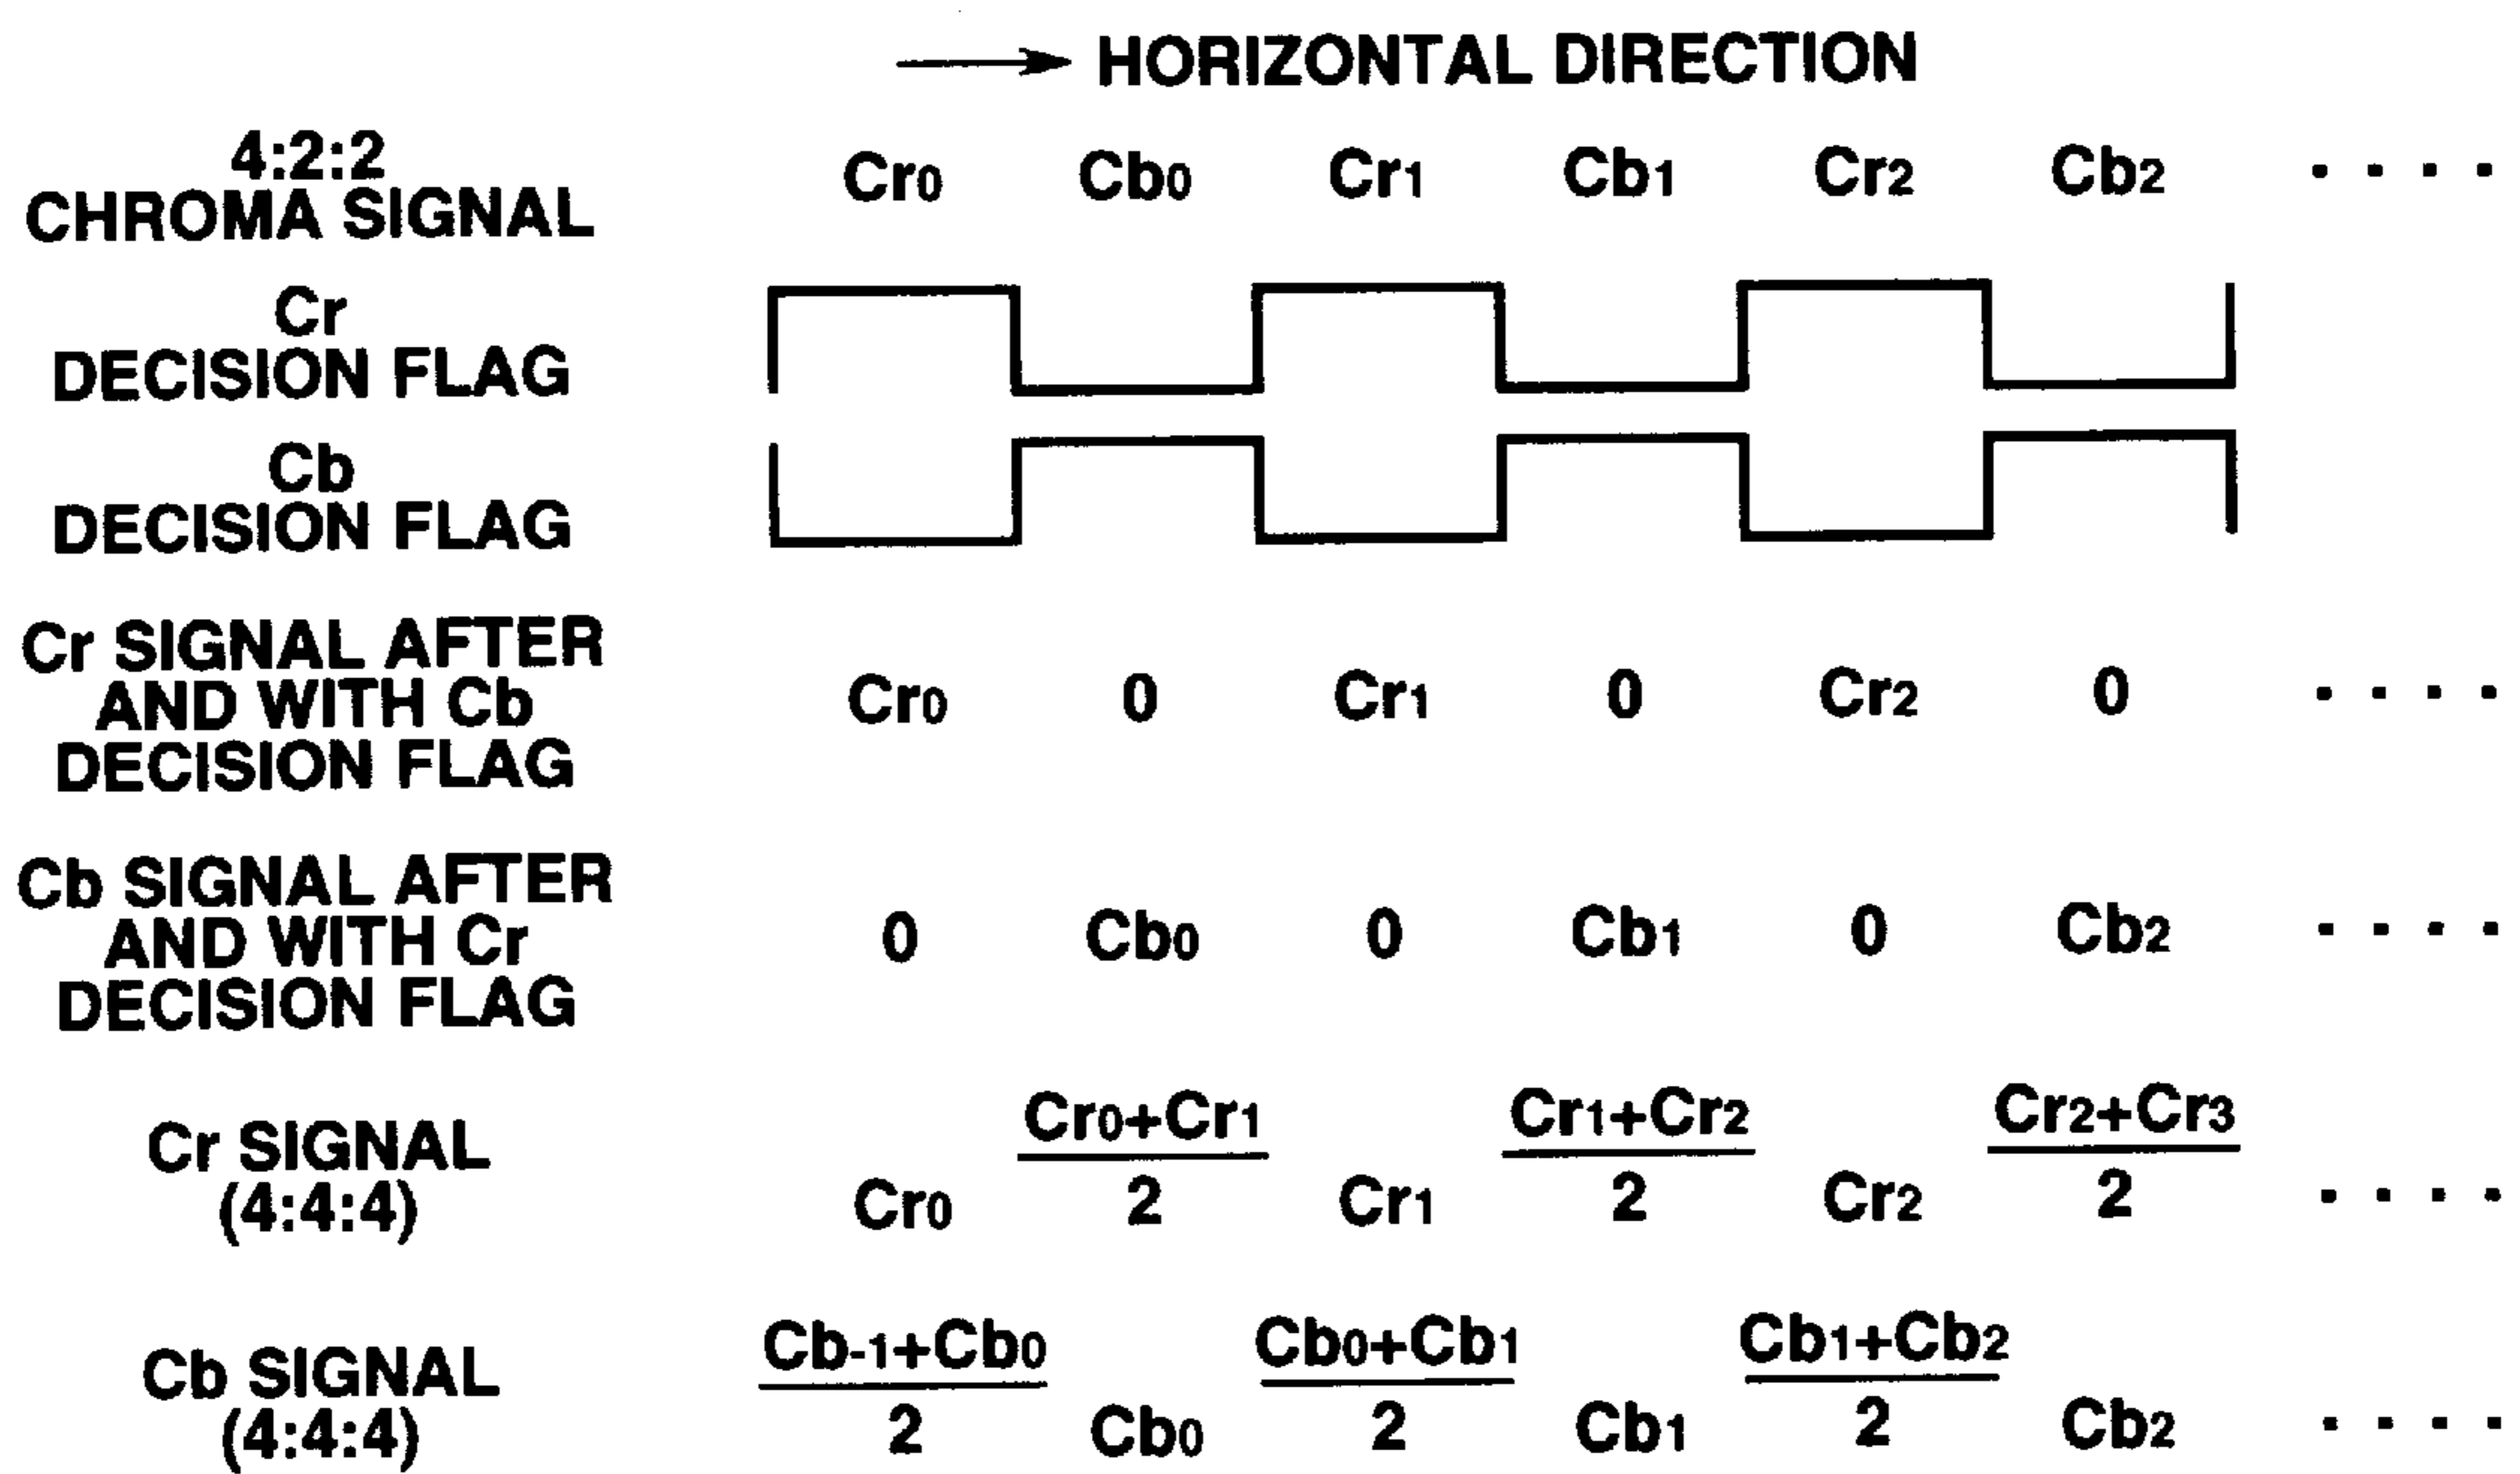 HORIZONTAL DIRECTION
4:2:2
CHROMA SIGNAL
Cr0 Cb0 Cr1 Cb1 Cr2 Cb2 ....
Cr
DECISION FLAG
Cb
DECISION FLAG
Cr SIGNAL AFTER
AND WITH Cb
DECISION FLAG
Cr0 0 Cr1 0 Cr2 0 ....
Cb SIGNAL AFTER
AND WITH Cr
DECISION FLAG
0 Cb0 0 Cb1 0 Cb2 ....
Cr SIGNAL
(4:4:4)
Cr0+Cr1 Cr1+Cr2 Cr2+Cr3
Cr0 2 Cr1 2 Cr2 2 ....
Cb SIGNAL
(4:4:4)
Cb-1+Cb0 Cb0+Cb1 Cb1+Cb2
2 Cb0 2 Cb1 2 Cb2 ....